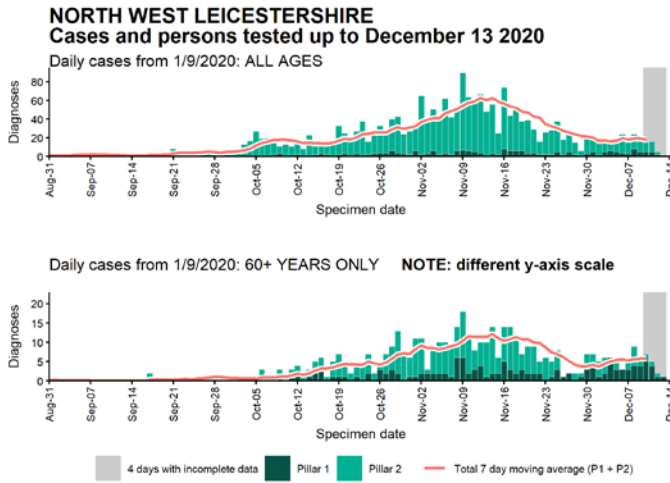 NORTH WEST LEICESTERSHIRE
Cases and persons tested up to December 13 2020
Daily cases from 1/9/2020: ALL AGES
Diagnoses
80
60
40
20
0
Aug-31
Sep-07
Sep-14
Sep-21
Sep-28
Oct-05
Oct-12
Oct-19
Oct-26
Nov-02
Nov-09
Nov-16
Nov-23
Nov-30
Dec-07
Dec-14
Specimen date
Daily cases from 1/9/2020: 60+ YEARS ONLY NOTE: different y-axis scale
Diagnoses
20
15
10
5
0
Aug-31
Sep-07
Sep-14
Sep-21
Sep-28
Oct-05
Oct-12
Oct-19
Oct-26
Nov-02
Nov-09
Nov-16
Nov-23
Nov-30
Dec-07
Dec-14
Specimen date
4 days with incomplete data Pillar 1 Pillar 2 Total 7 day moving average (P1 + P2)